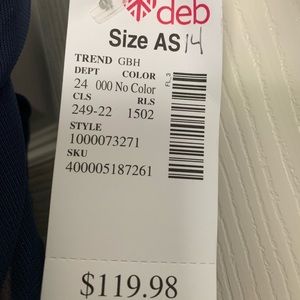 deb
Size AS 14
TREND GBH
DEPT COLOR
24 000 No Color
CLS RLS
249-22 1502
STYLE
1000073271
SKU
400005187261
FL_3
$119.98